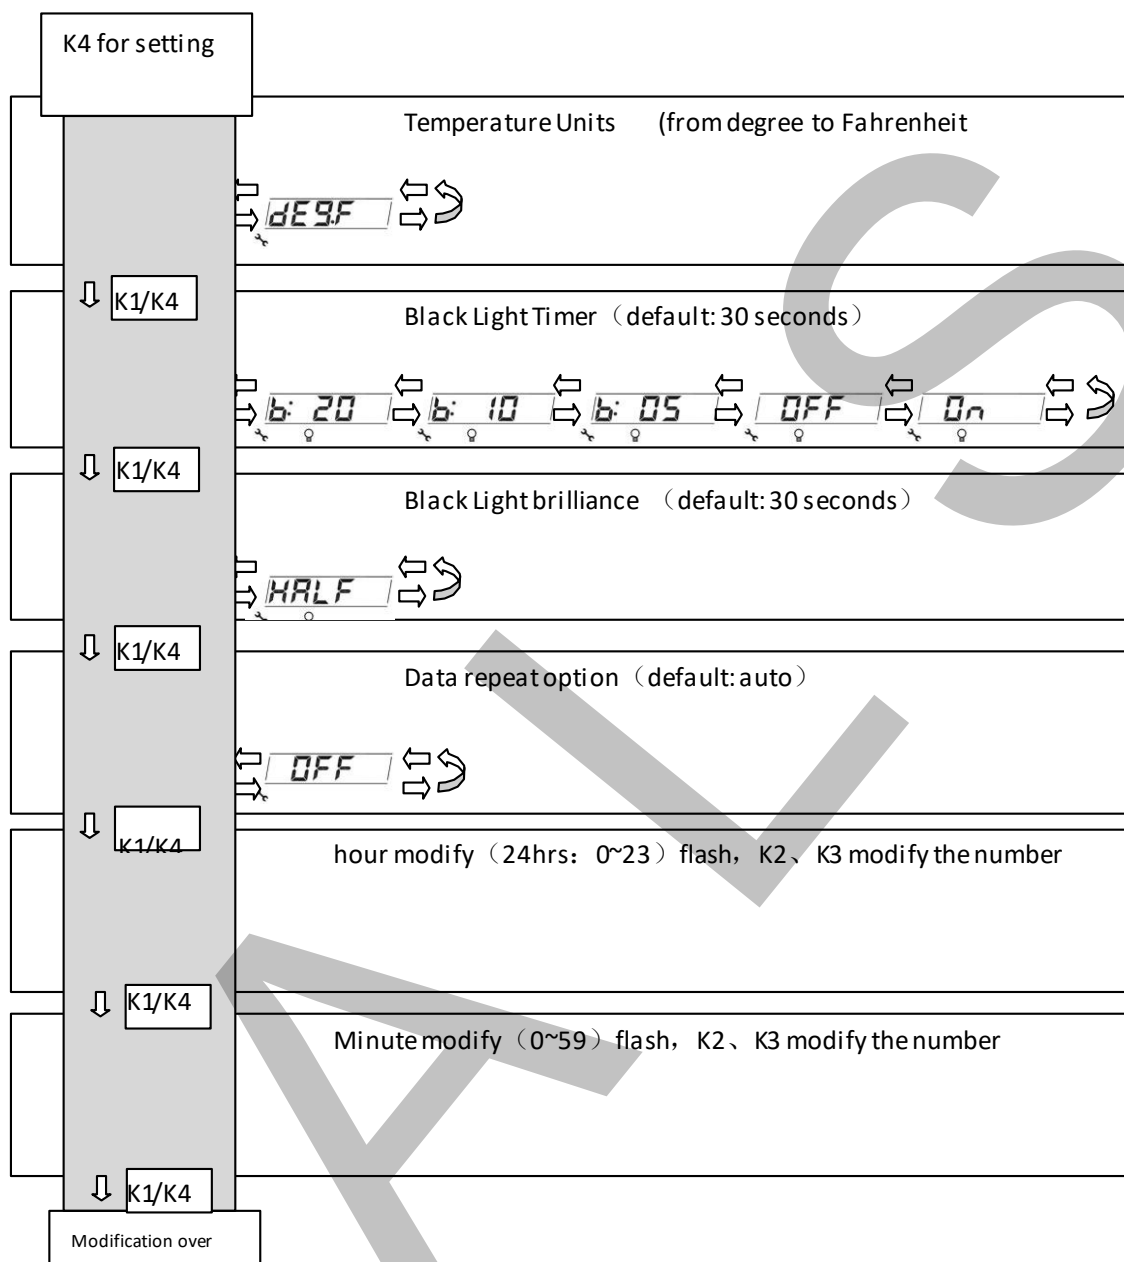 K4 for setting
Temperature Units (from degree to Fahrenheit
dEg.F
K1/K4
Black Light Timer（default: 30 seconds）
b: 20 b: 10 b: 05 OFF On
K1/K4
Black Light brilliance （default: 30 seconds）
HALF
K1/K4
Data repeat option（default: auto）
OFF
K1/K4
hour modify（24hrs：0~23）flash，K2、K3 modify the number
K1/K4
Minute modify（0~59）flash，K2、K3 modify the number
K1/K4
Modification over
S
L
A